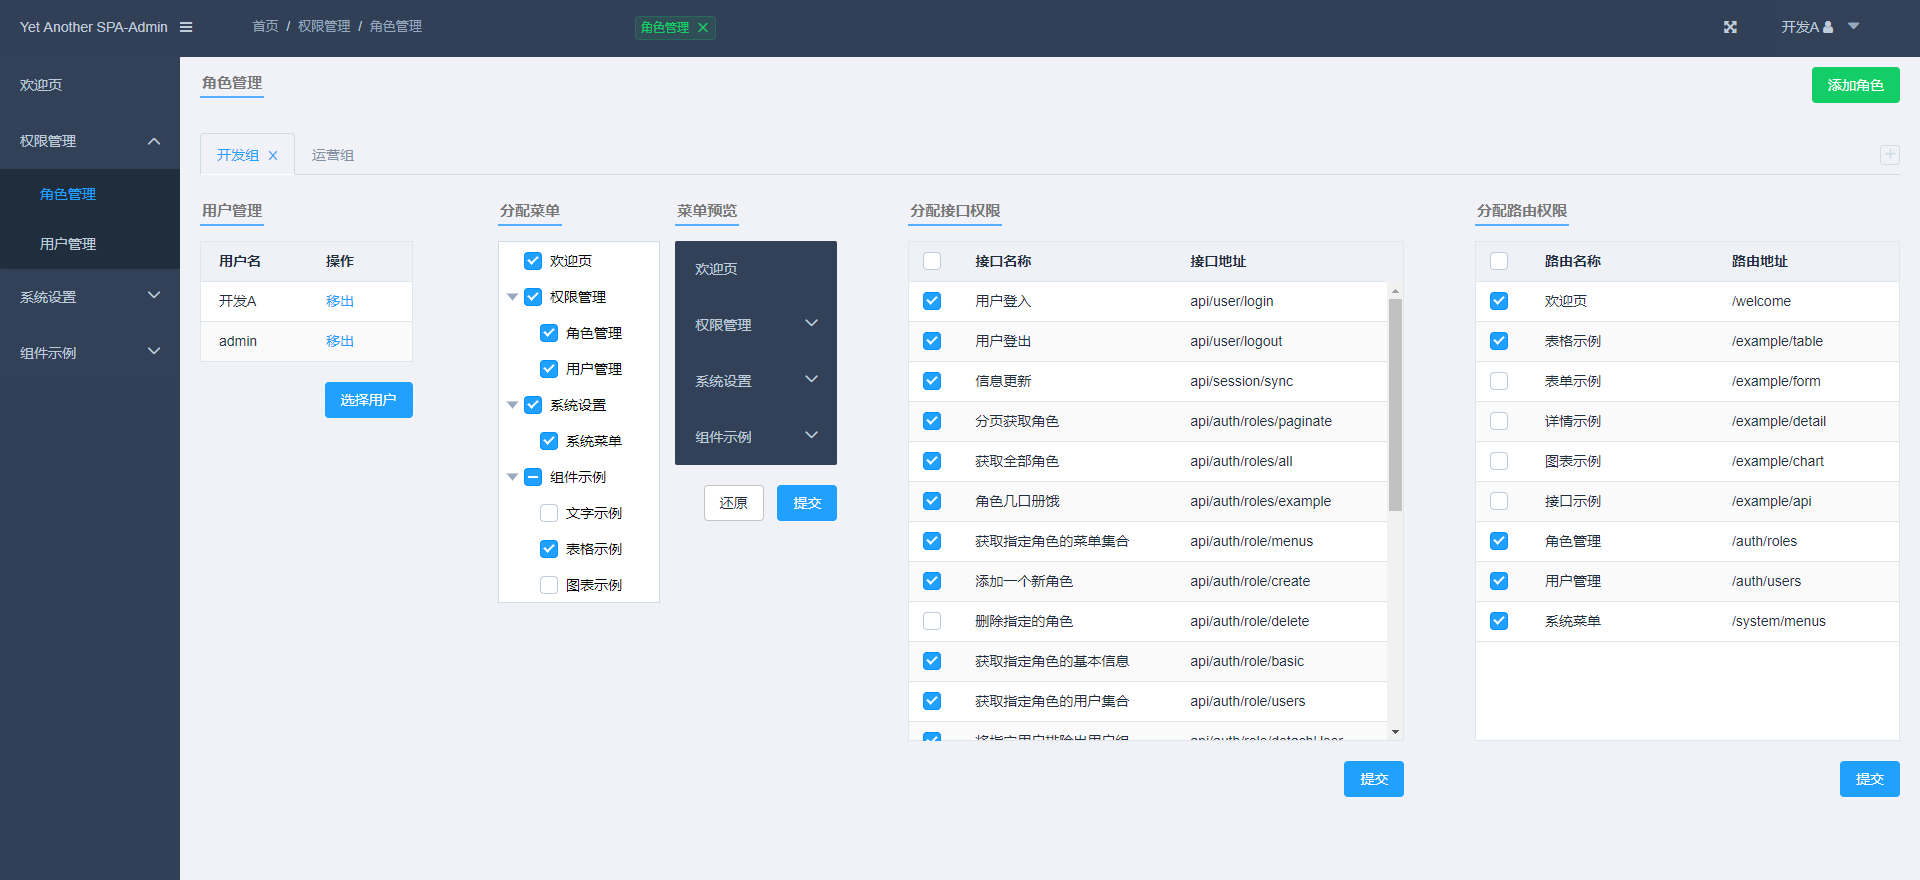 Yet Another SPA-Admin
首页 / 权限管理 / 角色管理
角色管理
开发A
欢迎页
权限管理
角色管理
用户管理
系统设置
组件示例
角色管理
添加角色
开发组
运营组
用户管理
用户名 操作
开发A 移出
admin 移出
选择用户
分配菜单
欢迎页
权限管理
角色管理
用户管理
系统设置
系统菜单
组件示例
文字示例
表格示例
图表示例
菜单预览
欢迎页
权限管理
系统设置
组件示例
还原 提交
分配接口权限
接口名称 接口地址
用户登入 api/user/login
用户登出 api/user/logout
信息更新 api/session/sync
分页获取角色 api/auth/roles/paginate
获取全部角色 api/auth/roles/all
角色几口册饿 api/auth/roles/example
获取指定角色的菜单集合 api/auth/role/menus
添加一个新角色 api/auth/role/create
删除指定的角色 api/auth/role/delete
获取指定角色的基本信息 api/auth/role/basic
获取指定角色的用户集合 api/auth/role/users
将指定用户排除出用户组 api/auth/role/detachUser
提交
分配路由权限
路由名称 路由地址
欢迎页 /welcome
表格示例 /example/table
表单示例 /example/form
详情示例 /example/detail
图表示例 /example/chart
接口示例 /example/api
角色管理 /auth/roles
用户管理 /auth/users
系统菜单 /system/menus
提交